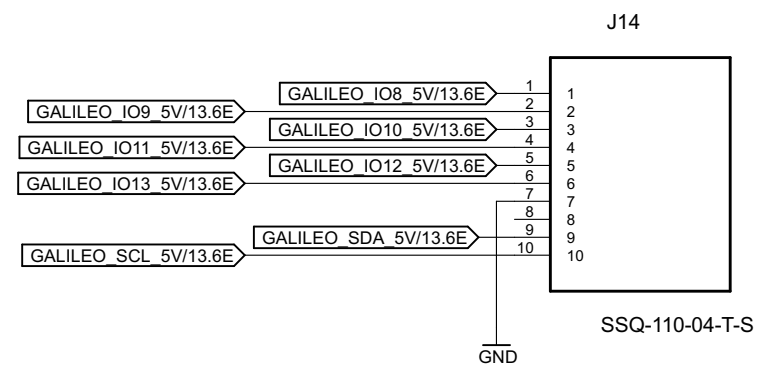 J14
GALILEO_IO8_5V/13.6E 1 1
GALILEO_IO9_5V/13.6E 2 2
GALILEO_IO10_5V/13.6E 3 3
GALILEO_IO11_5V/13.6E 4 4
GALILEO_IO12_5V/13.6E 5 5
GALILEO_IO13_5V/13.6E 6 6
7 7
8 8
GALILEO_SDA_5V/13.6E 9 9
GALILEO_SCL_5V/13.6E 10 10
SSQ-110-04-T-S
GND